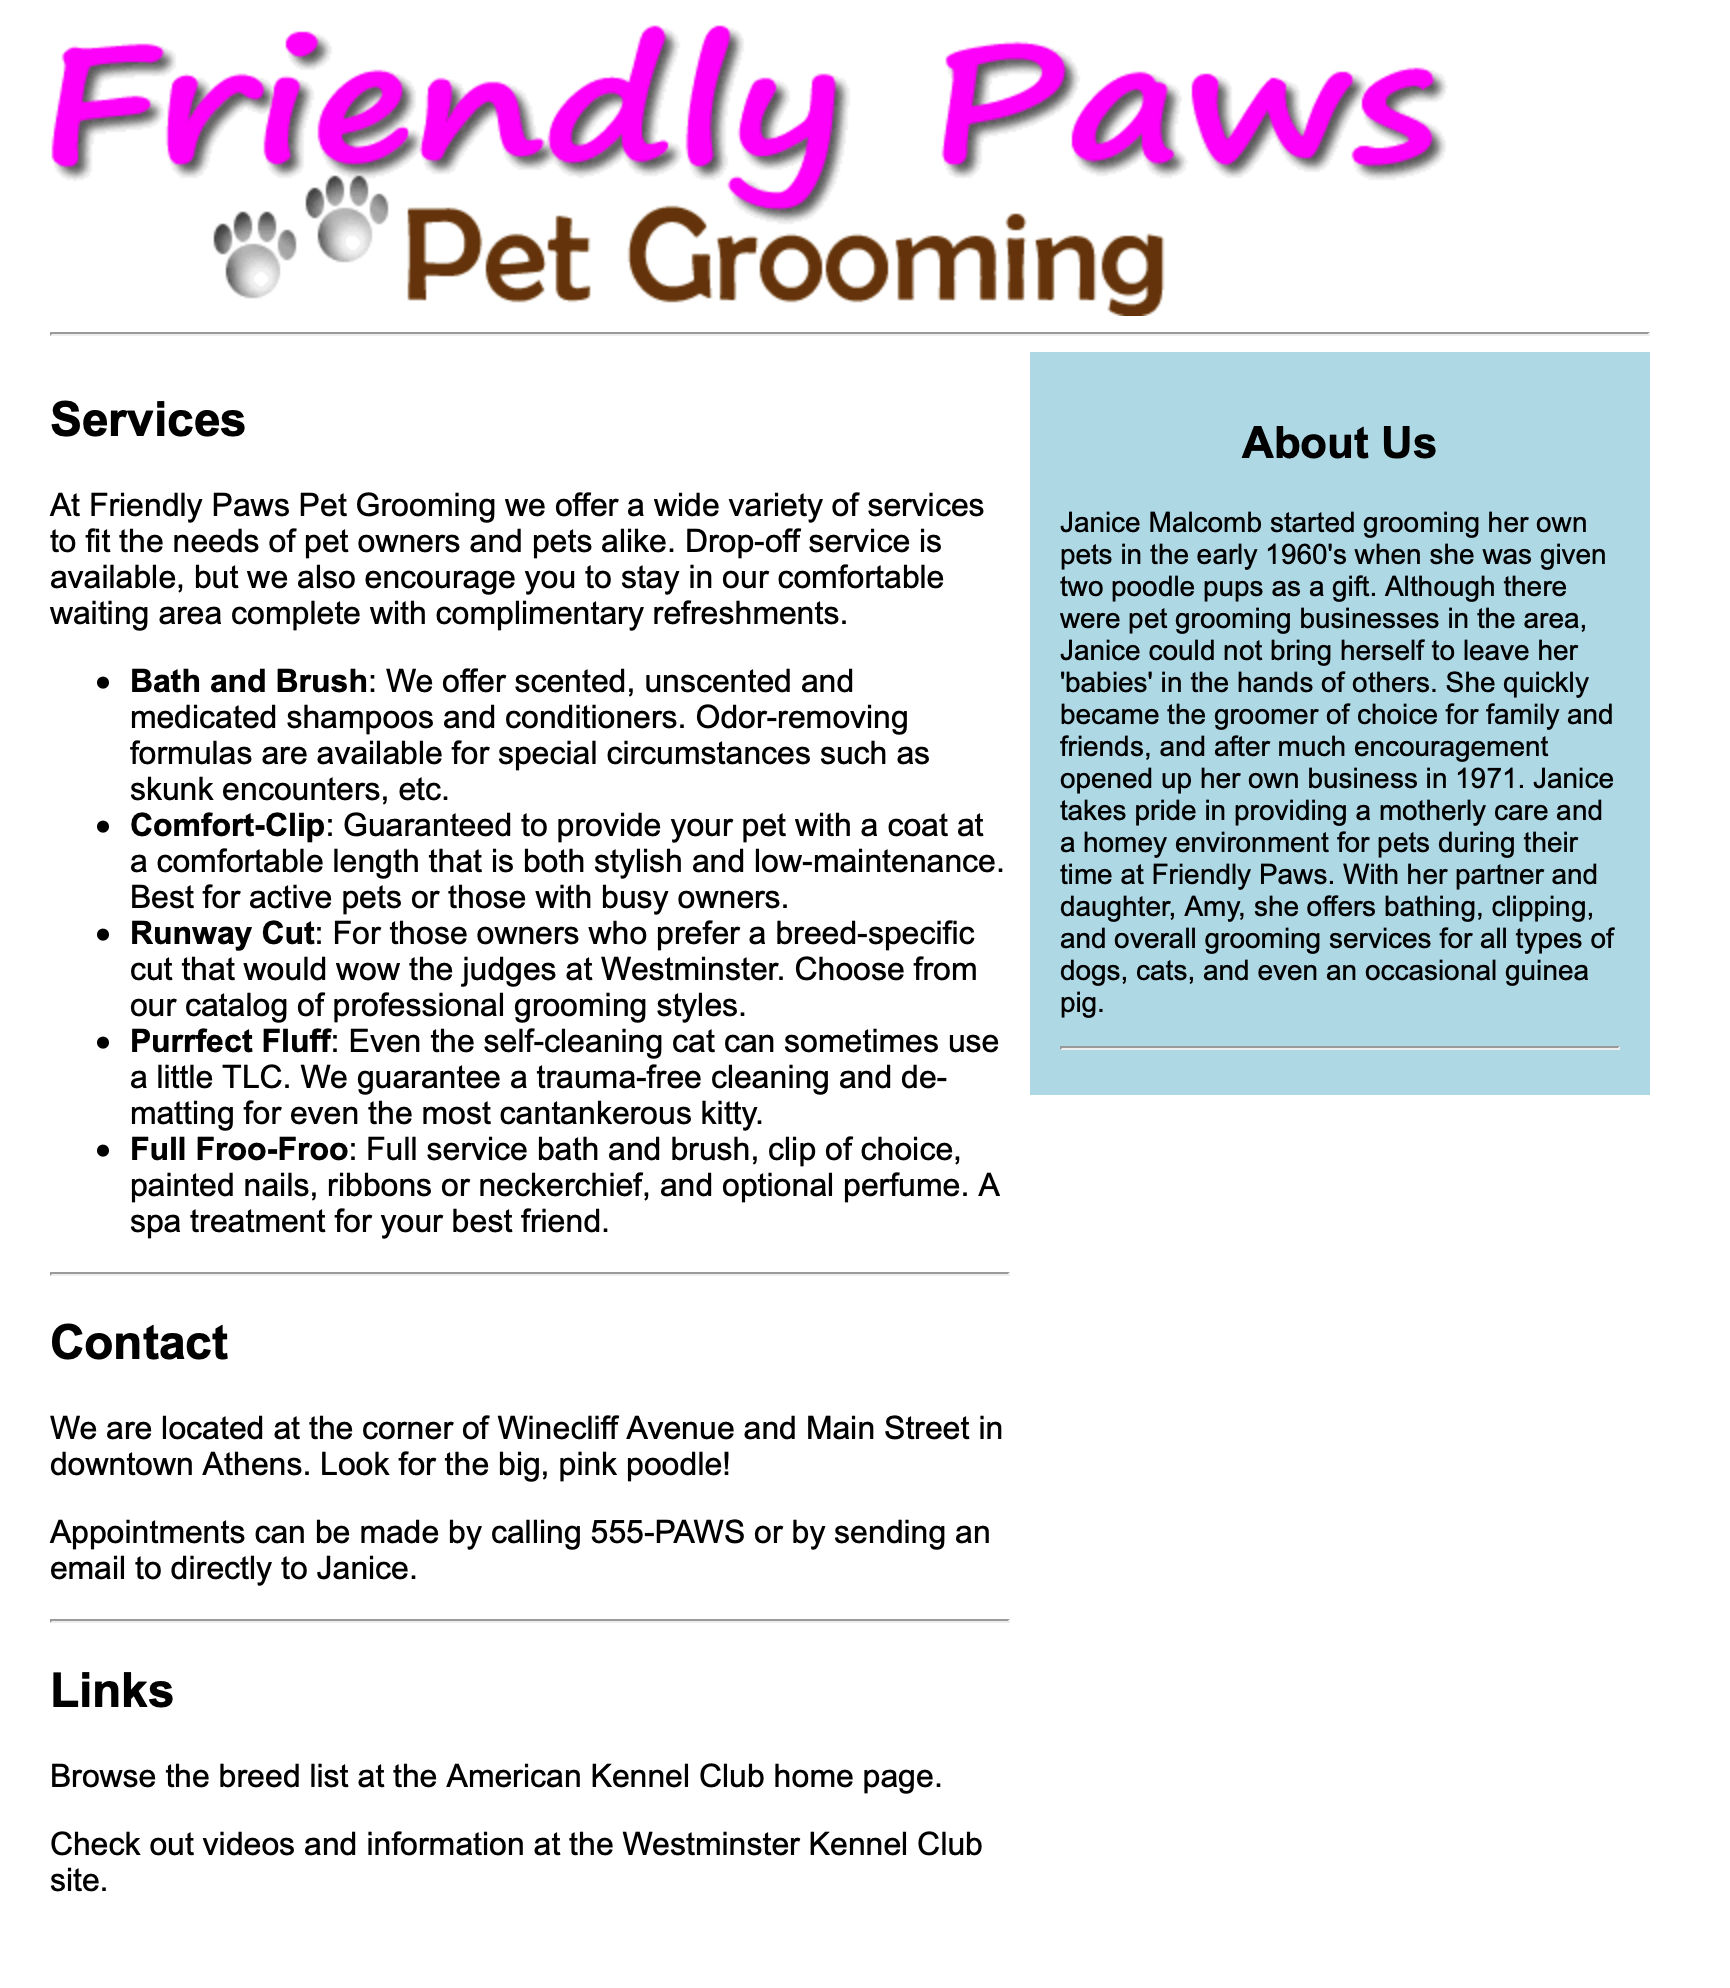 Friendly Paws
Pet Grooming
Services
At Friendly Paws Pet Grooming we offer a wide variety of services
to fit the needs of pet owners and pets alike. Drop-off service is
available, but we also encourage you to stay in our comfortable
waiting area complete with complimentary refreshments.
Bath and Brush: We offer scented, unscented and
medicated shampoos and conditioners. Odor-removing
formulas are available for special circumstances such as
skunk encounters, etc.
Comfort-Clip: Guaranteed to provide your pet with a coat at
a comfortable length that is both stylish and low-maintenance.
Best for active pets or those with busy owners.
Runway Cut: For those owners who prefer a breed-specific
cut that would wow the judges at Westminster. Choose from
our catalog of professional grooming styles.
Purrfect Fluff: Even the self-cleaning cat can sometimes use
a little TLC. We guarantee a trauma-free cleaning and de-
matting for even the most cantankerous kitty.
Full Froo-Froo: Full service bath and brush, clip of choice,
painted nails, ribbons or neckerchief, and optional perfume. A
spa treatment for your best friend.
Contact
We are located at the corner of Winecliff Avenue and Main Street in
downtown Athens. Look for the big, pink poodle!
Appointments can be made by calling 555-PAWS or by sending an
email to directly to Janice.
Links
Browse the breed list at the American Kennel Club home page.
Check out videos and information at the Westminster Kennel Club
site.
About Us
Janice Malcomb started grooming her own
pets in the early 1960's when she was given
two poodle pups as a gift. Although there
were pet grooming businesses in the area,
Janice could not bring herself to leave her
'babies' in the hands of others. She quickly
became the groomer of choice for family and
friends, and after much encouragement
opened up her own business in 1971. Janice
takes pride in providing a motherly care and
a homey environment for pets during their
time at Friendly Paws. With her partner and
daughter, Amy, she offers bathing, clipping,
and overall grooming services for all types of
dogs, cats, and even an occasional guinea
pig.